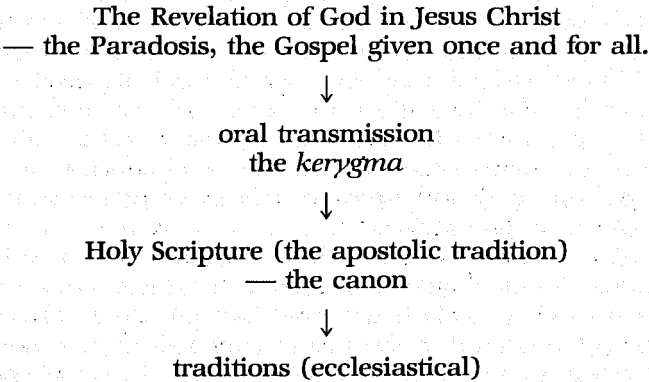 The Revelation of God in Jesus Christ
— the Paradosis, the Gospel given once and for all.
↓
oral transmission
the kerygma
↓
Holy Scripture (the apostolic tradition)
— the canon
↓
traditions (ecclesiastical)